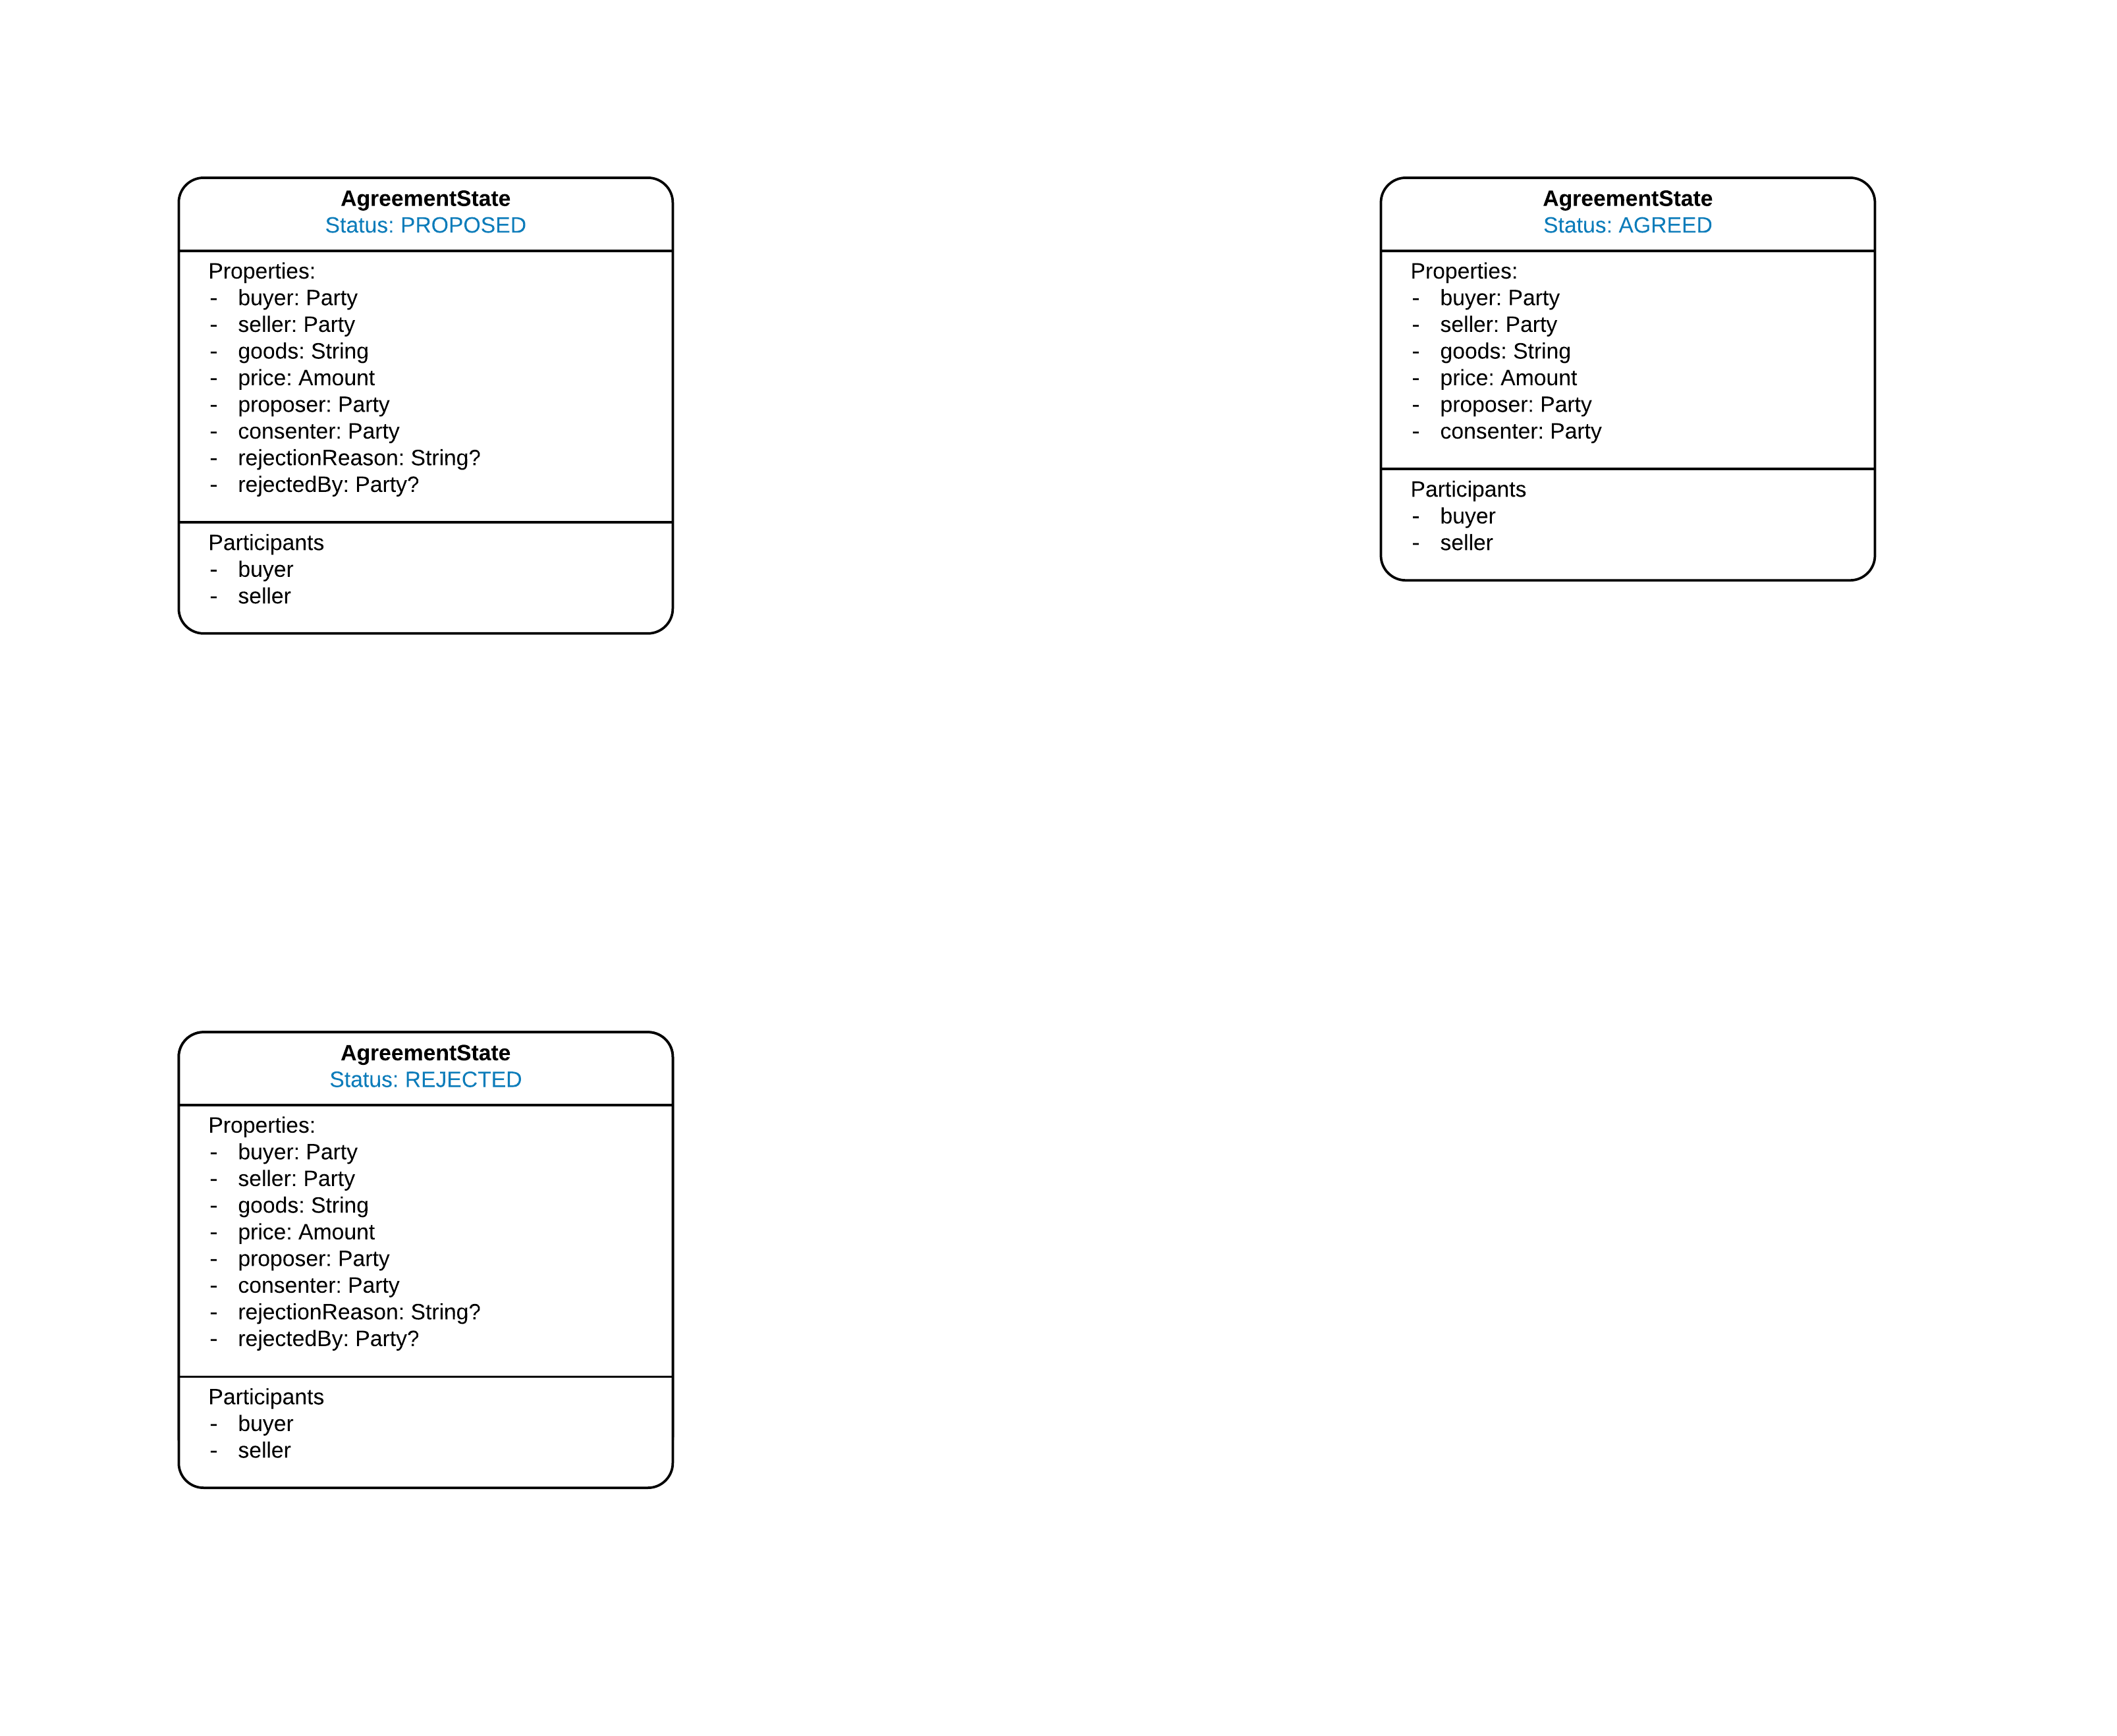 AgreementState
Status: PROPOSED
Properties:
- buyer: Party
- seller: Party
- goods: String
- price: Amount
- proposer: Party
- consenter: Party
- rejectionReason: String?
- rejectedBy: Party?
Participants
- buyer
- seller
AgreementState
Status: AGREED
Properties:
- buyer: Party
- seller: Party
- goods: String
- price: Amount
- proposer: Party
- consenter: Party
Participants
- buyer
- seller
AgreementState
Status: REJECTED
Properties:
- buyer: Party
- seller: Party
- goods: String
- price: Amount
- proposer: Party
- consenter: Party
- rejectionReason: String?
- rejectedBy: Party?
Participants
- buyer
- seller